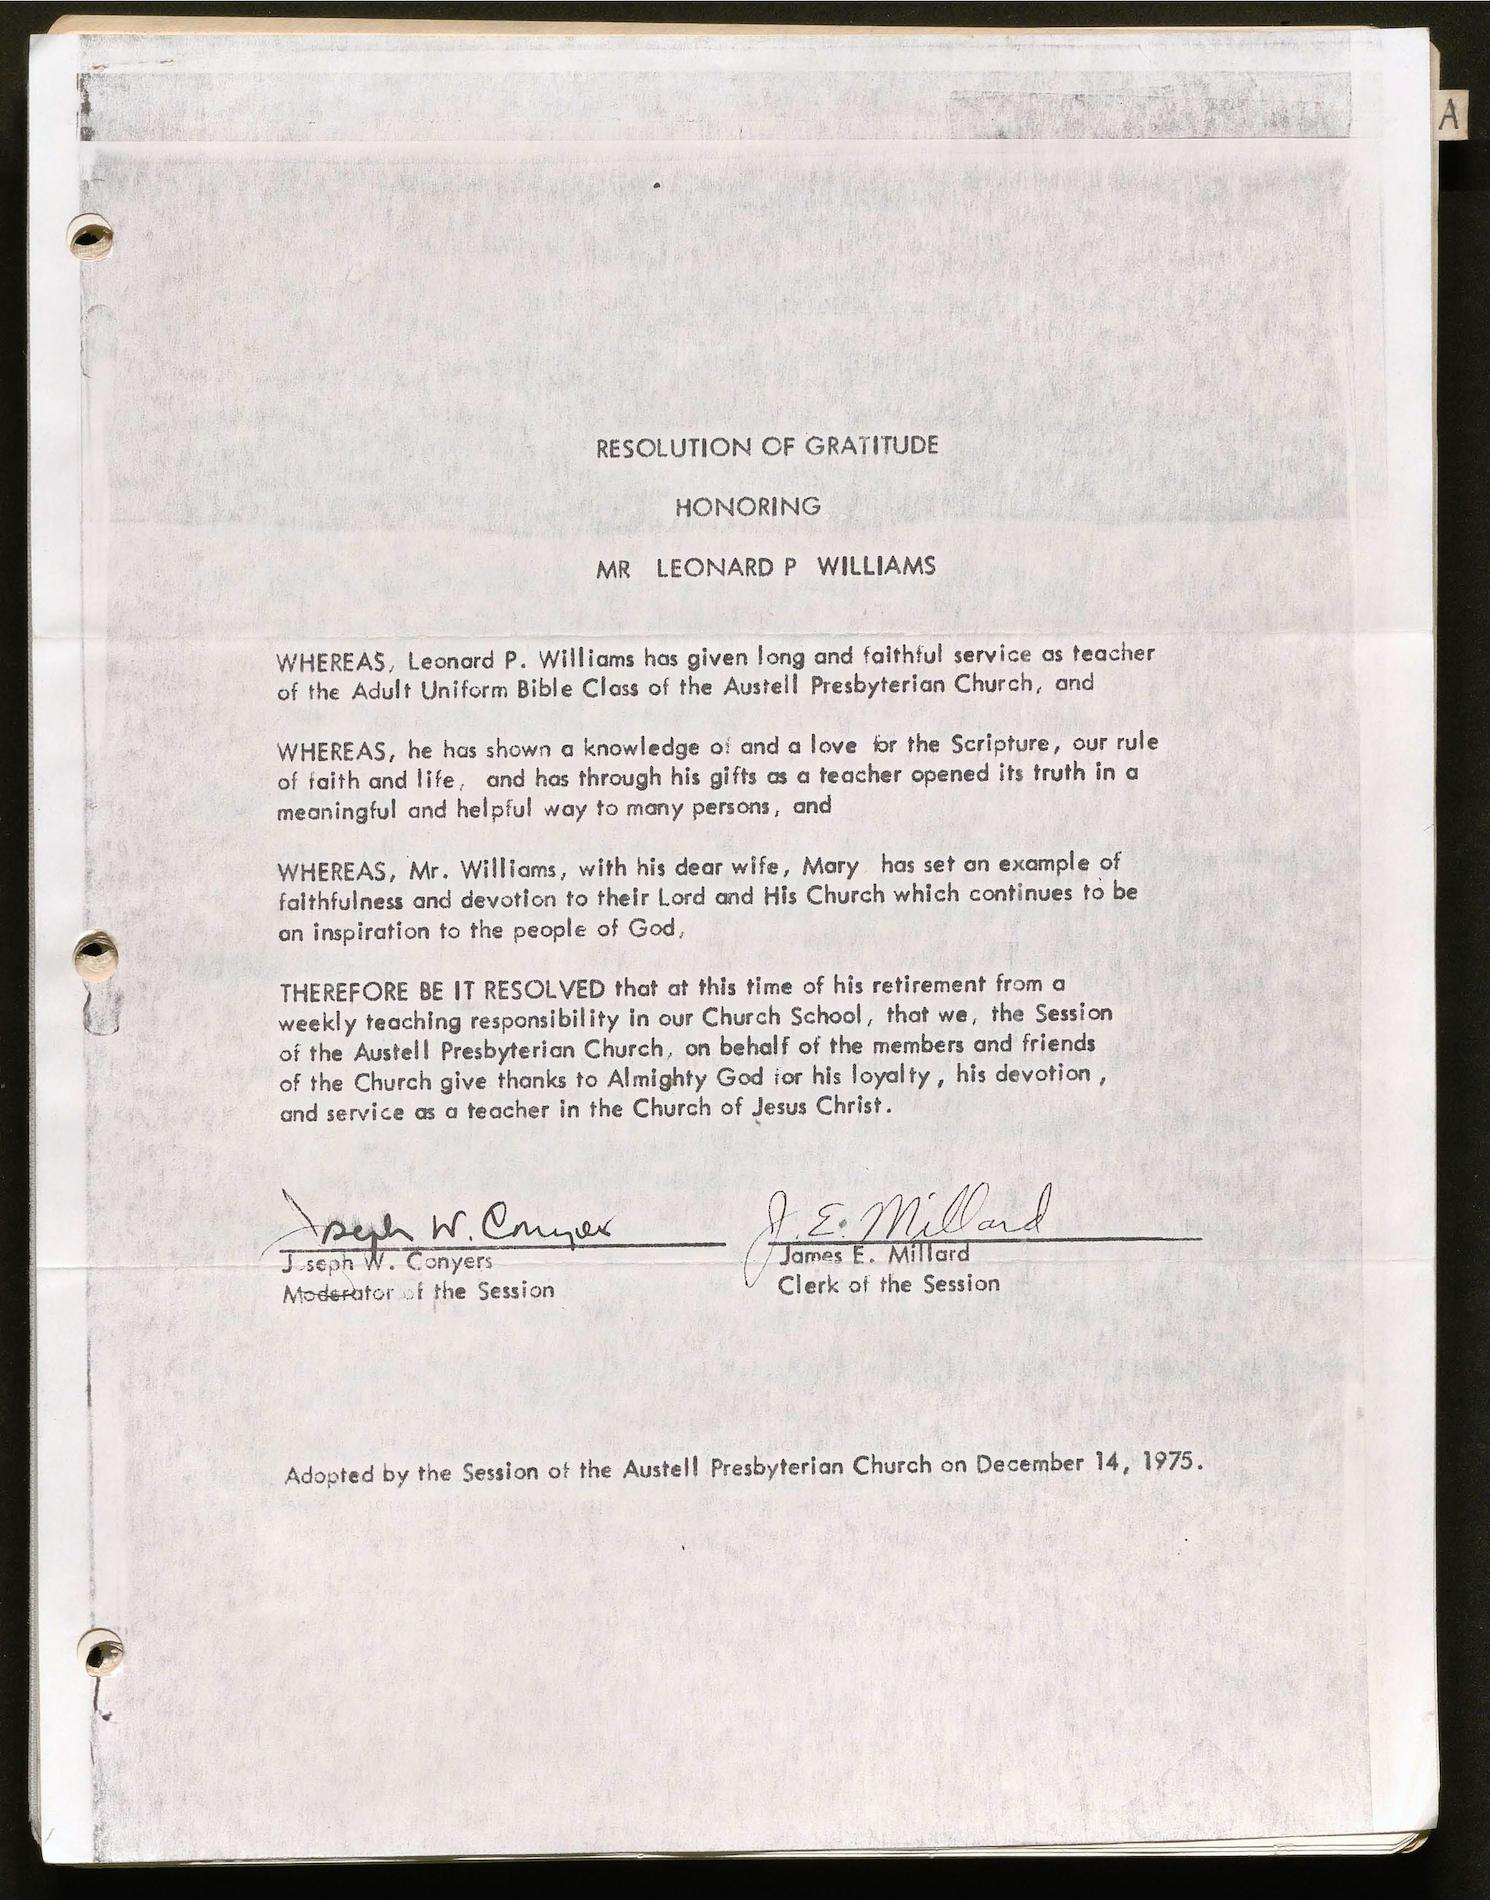 A
RESOLUTION OF GRATITUDE
HONORING
MR LEONARD P WILLIAMS
WHEREAS, Leonard P. Williams has given long and faithful service as teacher
of the Adult Uniform Bible Class of the Austell Presbyterian Church, and
WHEREAS, he has shown a knowledge of and a love for the Scripture, our rule
of faith and life, and has through his gifts as a teacher opened its truth in a
meaningful and helpful way to many persons, and
WHEREAS, Mr. Williams, with his dear wife, Mary has set an example of
faithfulness and devotion to their Lord and His Church which continues to be
an inspiration to the people of God,
THEREFORE BE IT RESOLVED that at this time of his retirement from a
weekly teaching responsibility in our Church School, that we, the Session
of the Austell Presbyterian Church, on behalf of the members and friends
of the Church give thanks to Almighty God for his loyalty, his devotion,
and service as a teacher in the Church of Jesus Christ.
Joseph W. Conyers
Joseph W. Conyers
Moderator of the Session
J. E. Millard
James E. Millard
Clerk of the Session
Adopted by the Session of the Austell Presbyterian Church on December 14, 1975.